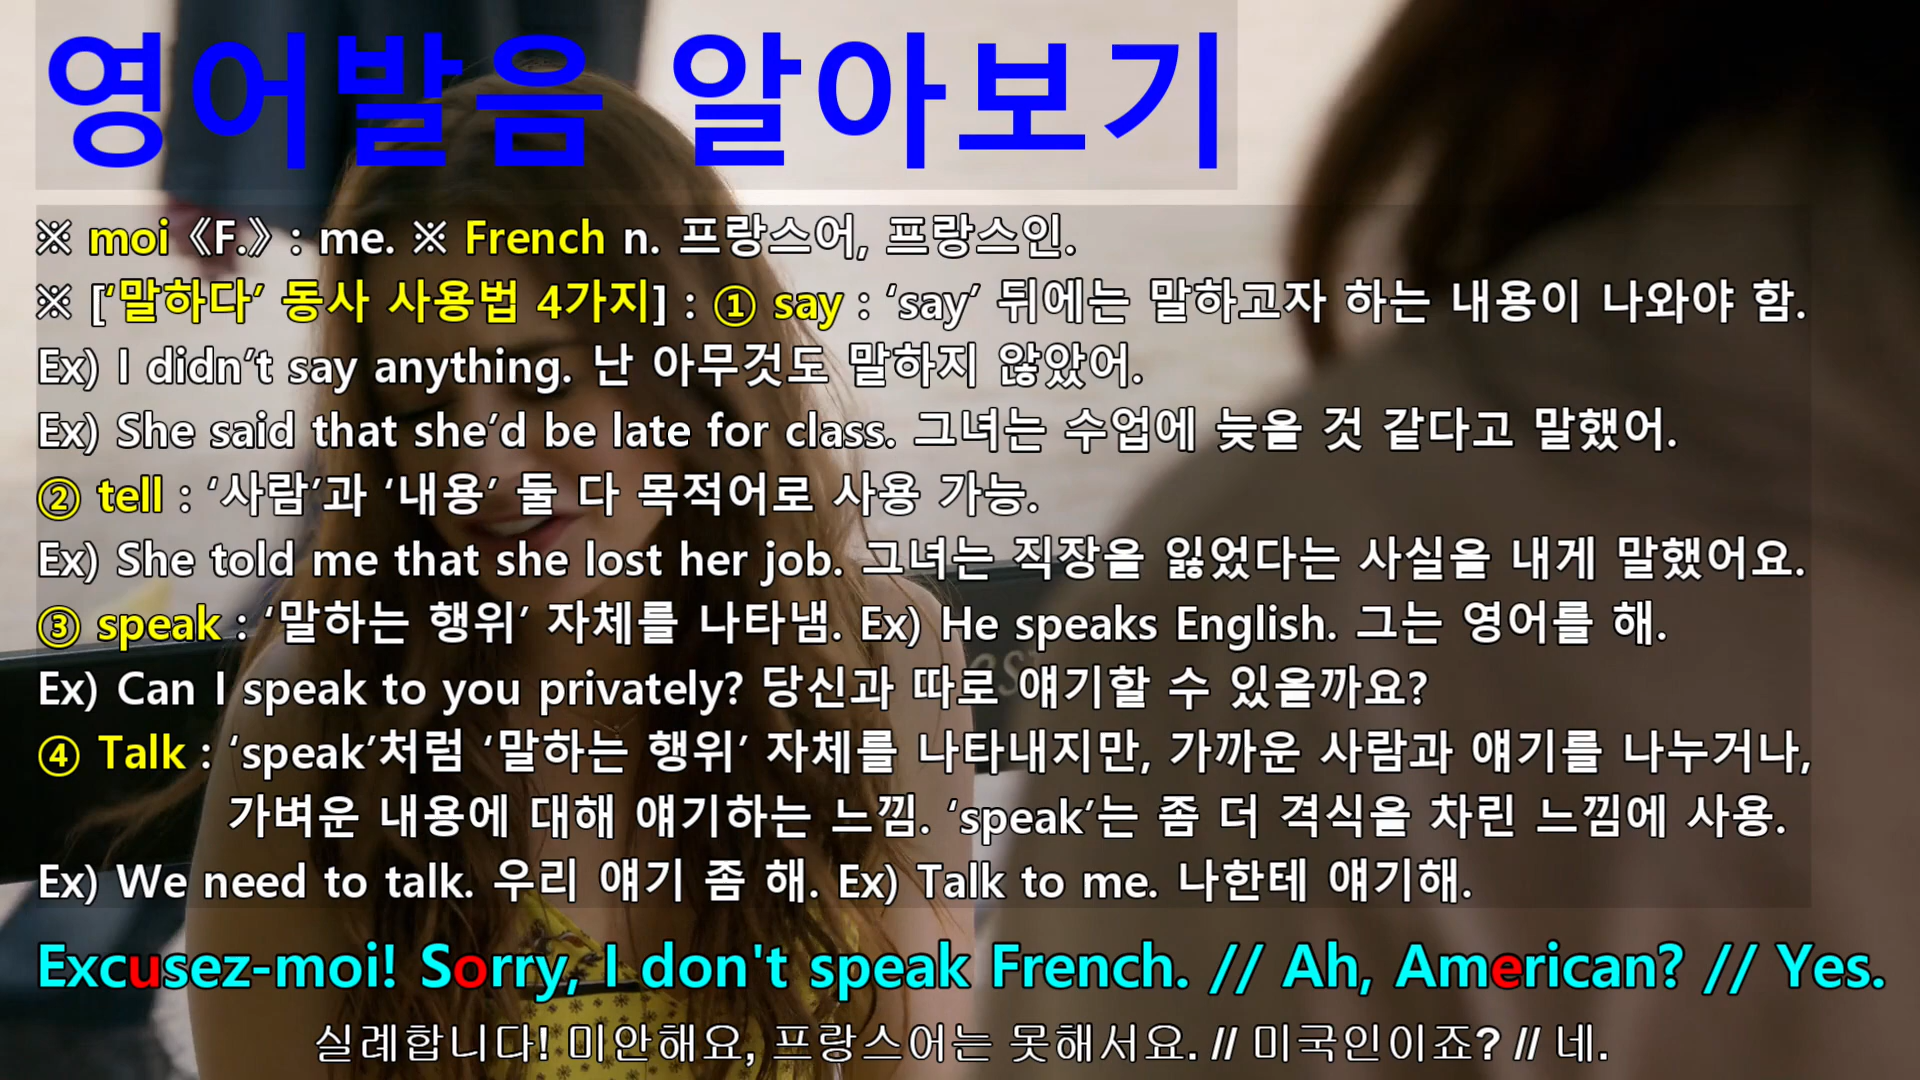 영어발음 알아보기
※ moi《F.》: me. ※ French n. 프랑스어, 프랑스인.
※ [‘말하다’ 동사 사용법 4가지] : ① say : ‘say’ 뒤에는 말하고자 하는 내용이 나와야 함.
Ex) I didn’t say anything. 난 아무것도 말하지 않았어.
Ex) She said that she’d be late for class. 그녀는 수업에 늦을 것 같다고 말했어.
② tell : ‘사람’과 ‘내용’ 둘 다 목적어로 사용 가능.
Ex) She told me that she lost her job. 그녀는 직장을 잃었다는 사실을 내게 말했어요.
③ speak : ‘말하는 행위’ 자체를 나타냄. Ex) He speaks English. 그는 영어를 해.
Ex) Can I speak to you privately? 당신과 따로 얘기할 수 있을까요?
④ Talk : ‘speak’처럼 ‘말하는 행위’ 자체를 나타내지만, 가까운 사람과 얘기를 나누거나,
가벼운 내용에 대해 얘기하는 느낌. ‘speak’는 좀 더 격식을 차린 느낌에 사용.
Ex) We need to talk. 우리 얘기 좀 해. Ex) Talk to me. 나한테 얘기해.
Excusez-moi! Sorry, I don't speak French. // Ah, American? // Yes.
실례합니다! 미안해요, 프랑스어는 못해서요. // 미국인이죠? // 네.